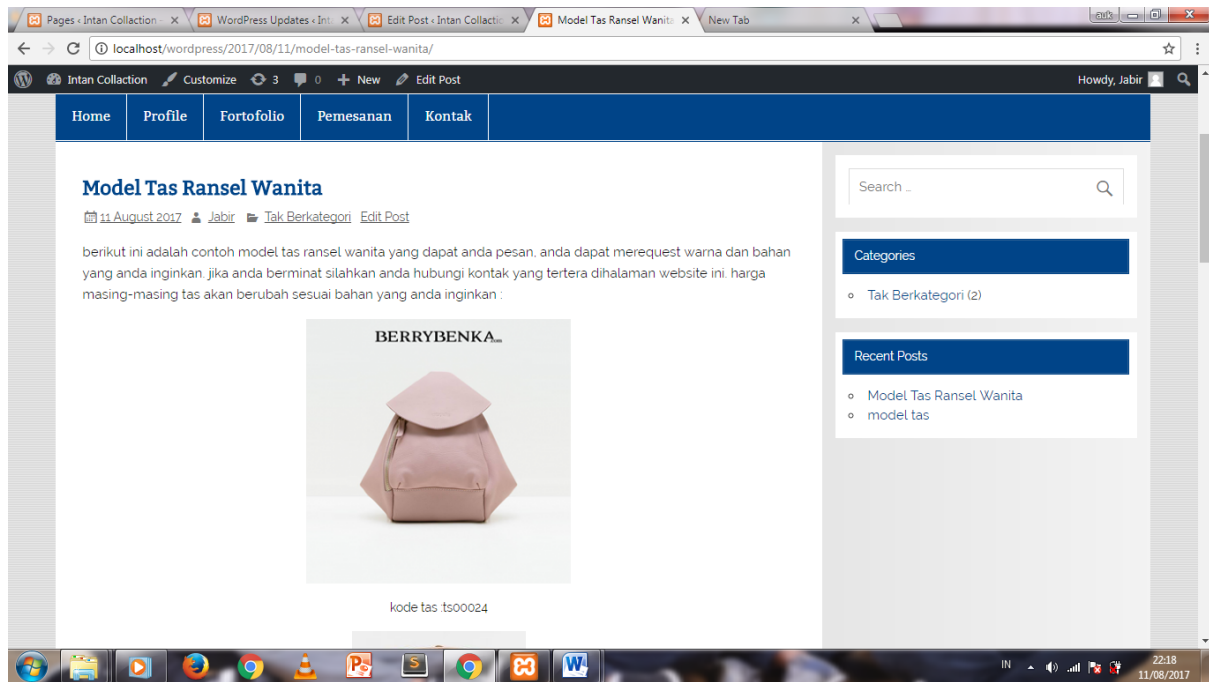 Pages ‹ Intan Collection -
WordPress Updates ‹ Int
Edit Post ‹ Intan Collectio
Model Tas Ransel Wanita
New Tab
localhost/wordpress/2017/08/11/model-tas-ransel-wanita/
Intan Collaction Customize 3 0 + New Edit Post Howdy, Jabir
Home Profile Fortofolio Pemesanan Kontak
Model Tas Ransel Wanita
11 August 2017 Jabir Tak Berkategori Edit Post
berikut ini adalah contoh model tas ransel wanita yang dapat anda pesan, anda dapat merequest warna dan bahan
yang anda inginkan. jika anda berminat silahkan anda hubungi kontak yang tertera dihalaman website ini. harga
masing-masing tas akan berubah sesuai bahan yang anda inginkan :
BERRYBENKA
kode tas :ts00024
Search …
Categories
Tak Berkategori (2)
Recent Posts
Model Tas Ransel Wanita
model tas
IN
22:18
11/08/2017